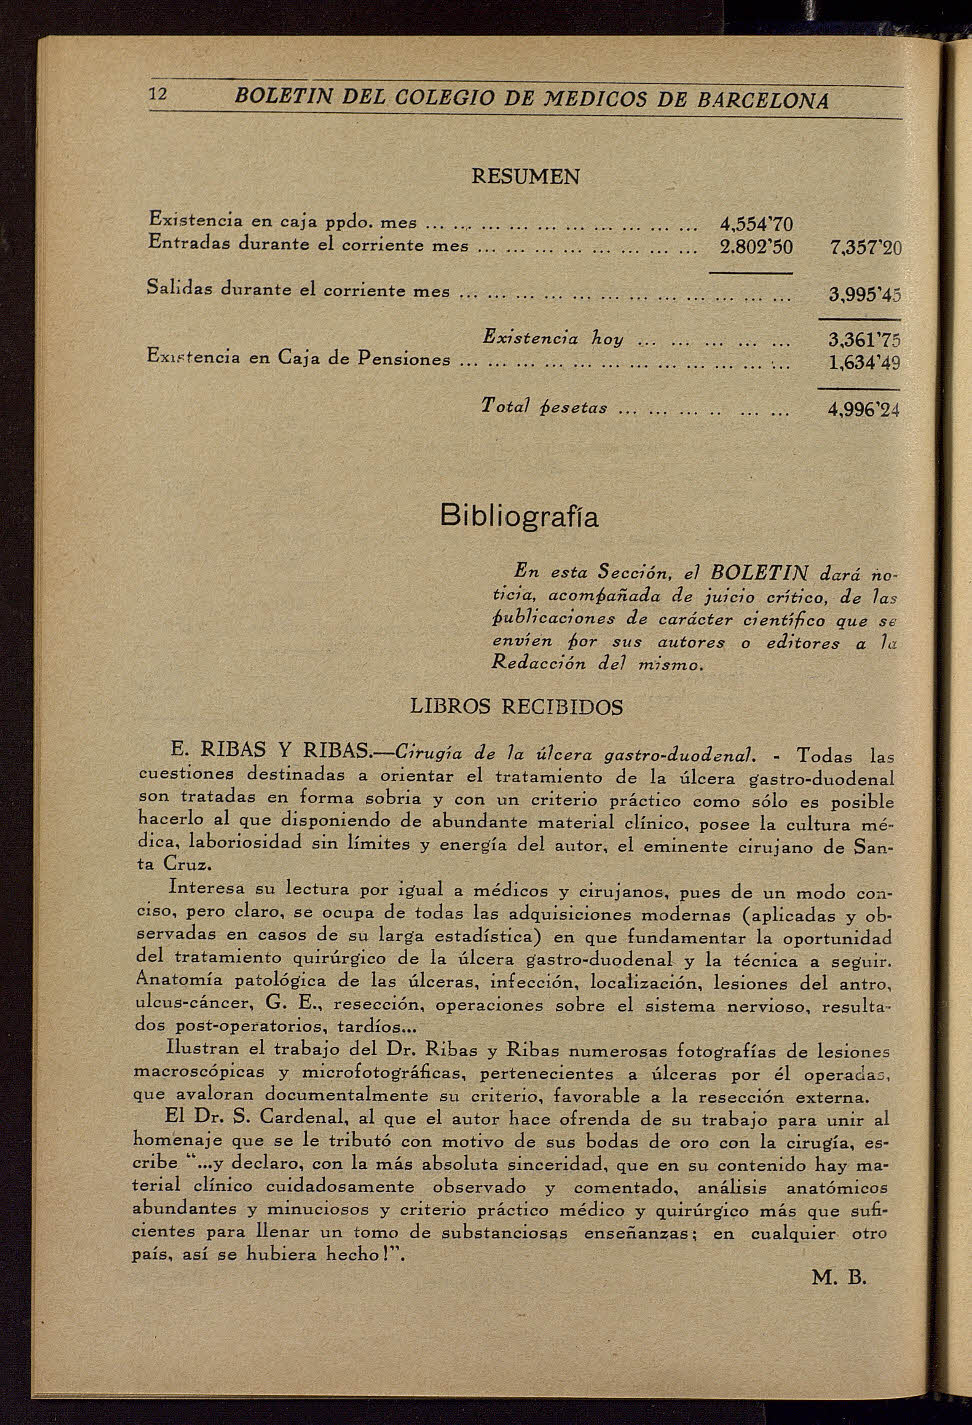 12 BOLETIN DEL COLEGIO DE MEDICOS DE BARCELONA
RESUMEN
Existencia en caja ppdo. mes ... ... ... ... ... ... ... ... ... ... 4,554'70
Entradas durante el corriente mes ... ... ... ... ... ... ... ... 2.802'50 7,357'20
Salidas durante el corriente mes ... ... ... ... ... ... ... ... ... ... ... ... 3,995'45
Existencia hoy ... ... ... ... ... 3,361'75
Existencia en Caja de Pensiones ... ... ... ... ... ... ... ... ... ... ... ... 1,634'49
Total pesetas ... ... ... .. ... ... 4,996'24
Bibliografía
En esta Sección, el BOLETIN dará no-
ticia, acompañada de juicio crítico, de las
publicaciones de carácter científico que se
envíen por sus autores o editores a la
Redacción del mismo.
LIBROS RECIBIDOS
E. RIBAS Y RIBAS.—Cirugía de la úlcera gastro-duodenal. - Todas las
cuestiones destinadas a orientar el tratamiento de la úlcera gastro-duodenal
son tratadas en forma sobria y con un criterio práctico como sólo es posible
hacerlo al que disponiendo de abundante material clínico, posee la cultura mé-
dica, laboriosidad sin límites y energía del autor, el eminente cirujano de San-
ta Cruz.
Interesa su lectura por igual a médicos y cirujanos, pues de un modo con-
ciso, pero claro, se ocupa de todas las adquisiciones modernas (aplicadas y ob-
servadas en casos de su larga estadística) en que fundamentar la oportunidad
del tratamiento quirúrgico de la úlcera gastro-duodenal y la técnica a seguir.
Anatomía patológica de las úlceras, infección, localización, lesiones del antro,
ulcus-cáncer, G. E., resección, operaciones sobre el sistema nervioso, resulta-
dos post-operatorios, tardíos...
Ilustran el trabajo del Dr. Ribas y Ribas numerosas fotografías de lesiones
macroscópicas y microfotográficas, pertenecientes a úlceras por él operadas,
que avaloran documentalmente su criterio, favorable a la resección externa.
El Dr. S. Cardenal, al que el autor hace ofrenda de su trabajo para unir al
homenaje que se le tributó con motivo de sus bodas de oro con la cirugía, es-
cribe "...y declaro, con la más absoluta sinceridad, que en su contenido hay ma-
terial clínico cuidadosamente observado y comentado, análisis anatómicos
abundantes y minuciosos y criterio práctico médico y quirúrgico más que sufi-
cientes para llenar un tomo de substanciosas enseñanzas; en cualquier otro
país, así se hubiera hecho!".
M. B.